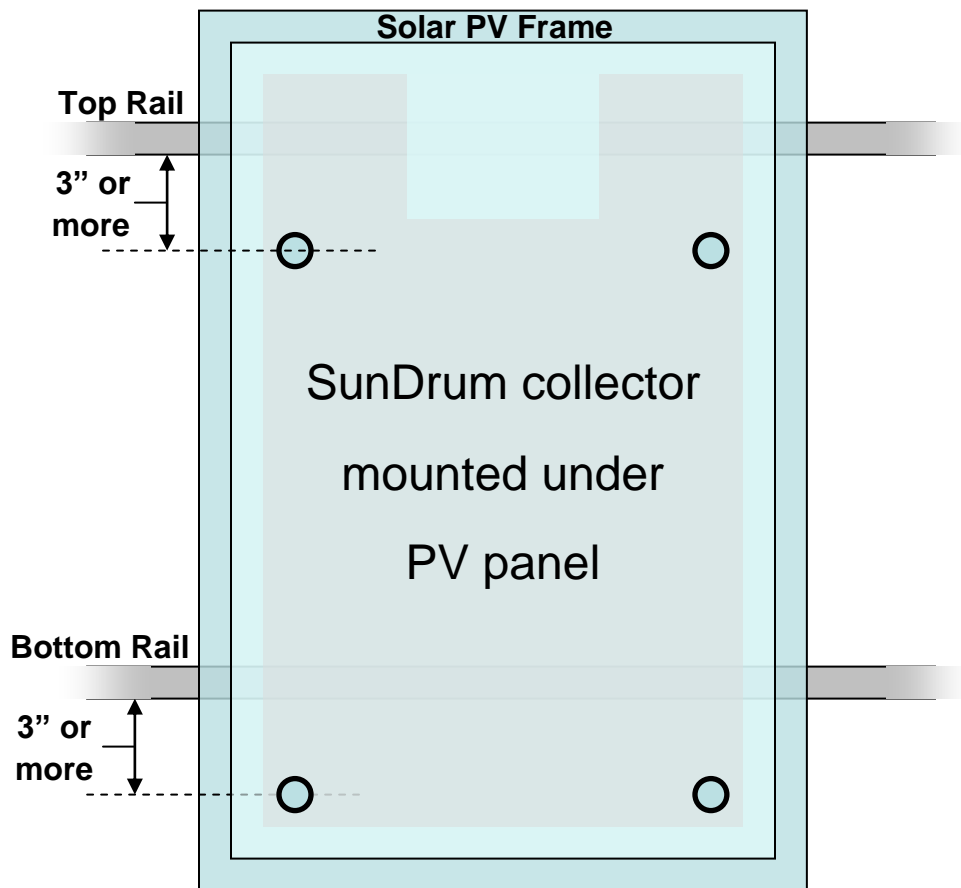 Solar PV Frame
Top Rail
3” or
more
SunDrum collector
mounted under
PV panel
Bottom Rail
3” or
more